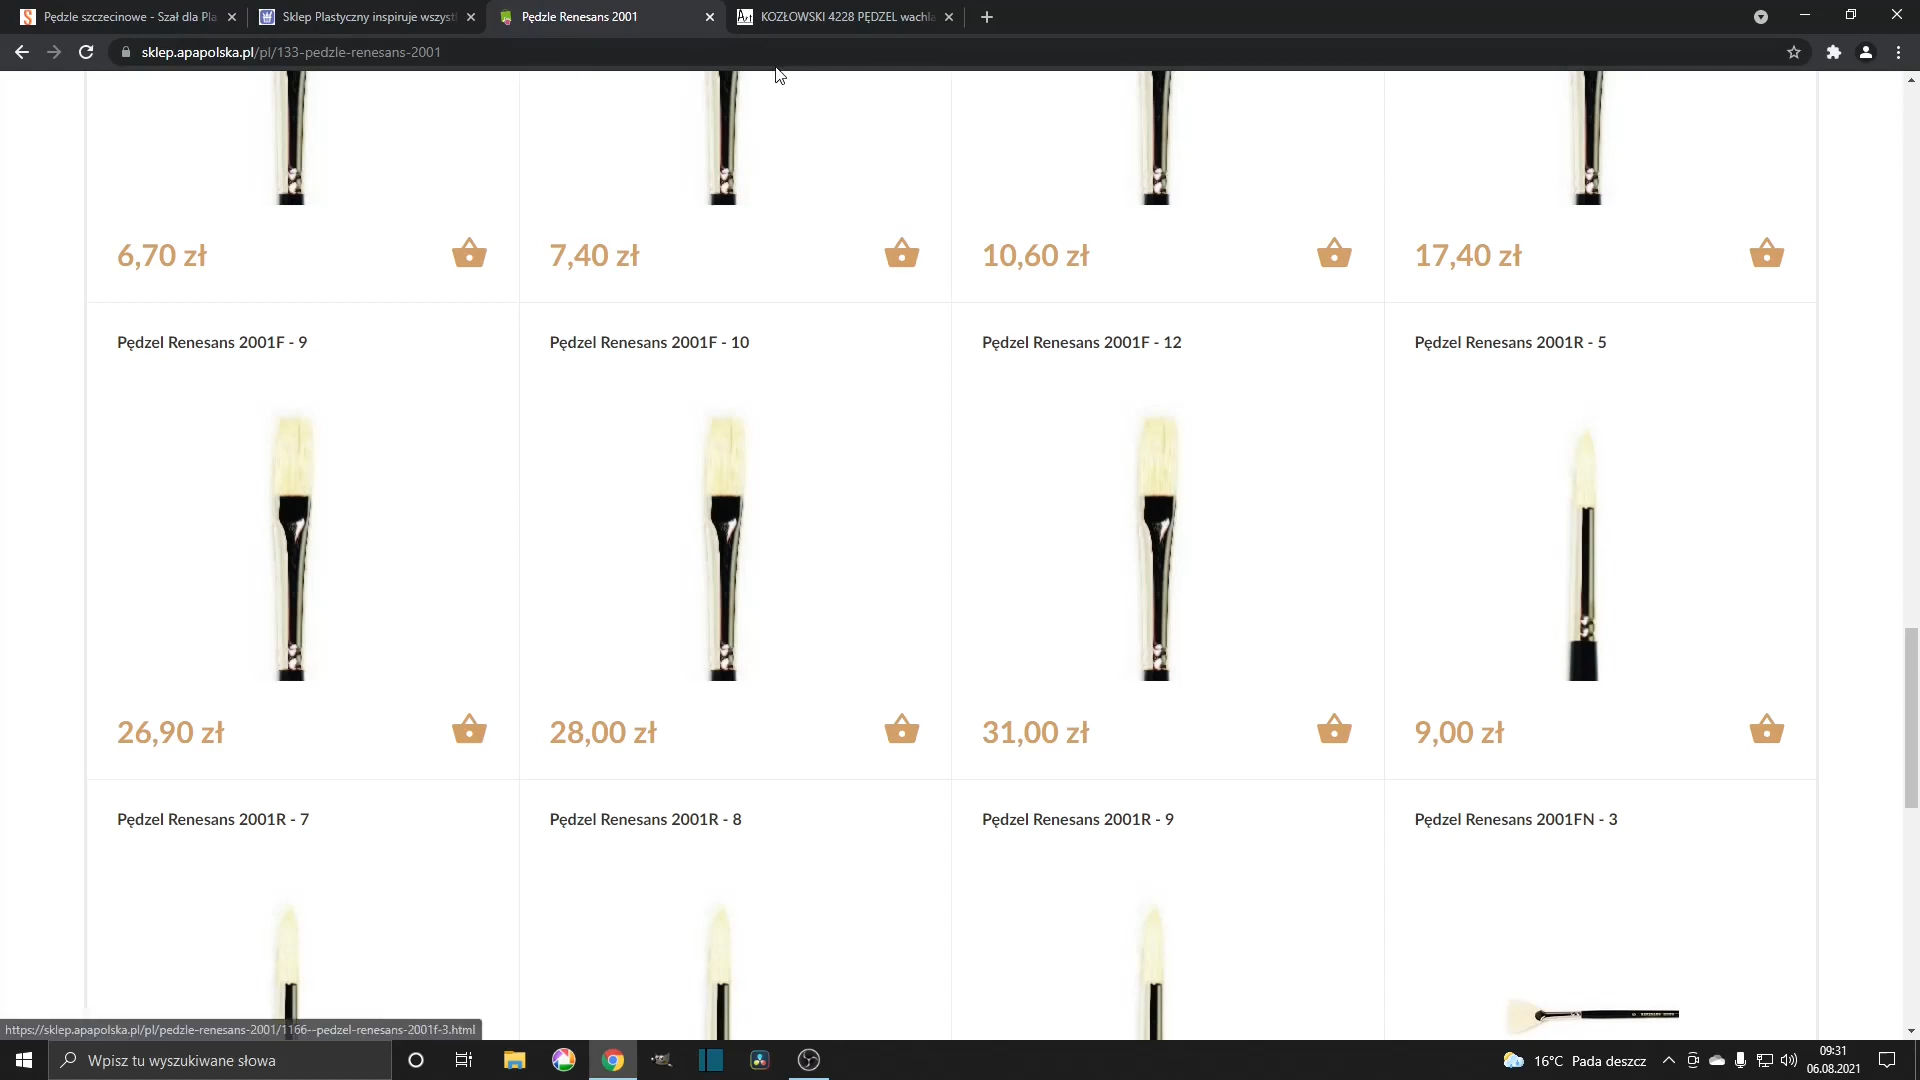 Pędzle szczecinowe - Szał dla Pla
Sklep Plastyczny inspiruje wszyst
Pędzle Renesans 2001
KOZŁOWSKI 4228 PĘDZEL wachla
sklep.apapolska.pl/pl/133-pedzle-renesans-2001
6,70 zł
7,40 zł
10,60 zł
17,40 zł
Pędzel Renesans 2001F - 9
Pędzel Renesans 2001F - 10
Pędzel Renesans 2001F - 12
Pędzel Renesans 2001R - 5
26,90 zł
28,00 zł
31,00 zł
9,00 zł
Pędzel Renesans 2001R - 7
Pędzel Renesans 2001R - 8
Pędzel Renesans 2001R - 9
Pędzel Renesans 2001FN - 3
https://sklep.apapolska.pl/pl/pedzle-renesans-2001/1166--pedzel-renesans-2001f-3.html
Wpisz tu wyszukiwane słowa
16°C Pada deszcz
09:31
06.08.2021